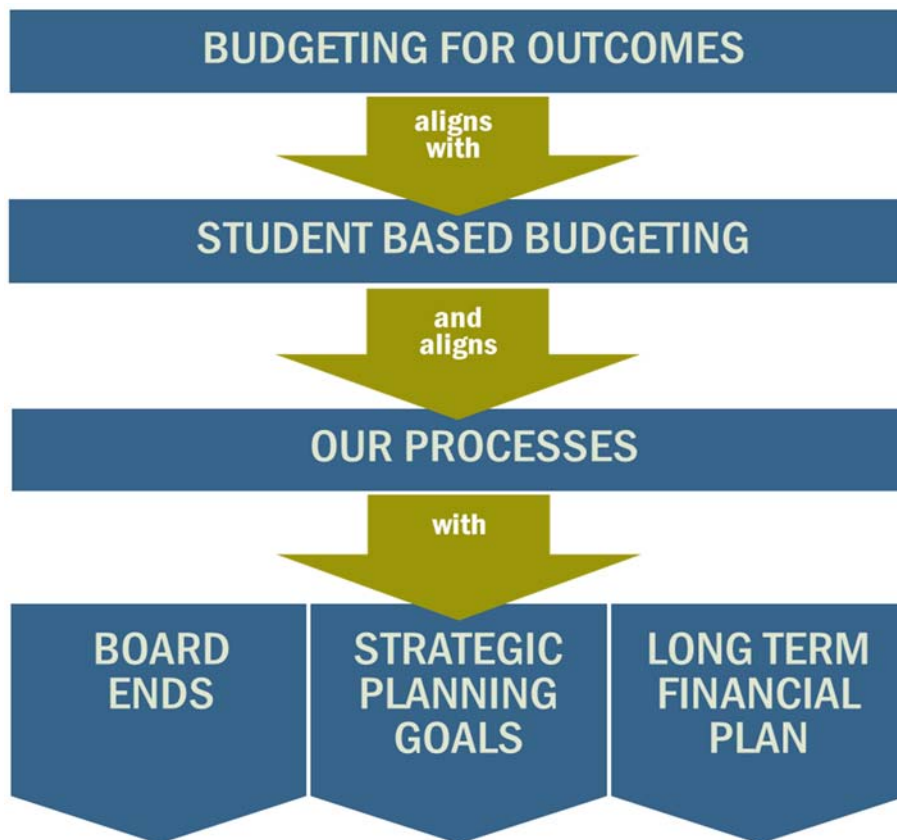 BUDGETING FOR OUTCOMES
aligns
with
STUDENT BASED BUDGETING
and
aligns
OUR PROCESSES
with
BOARD
ENDS
STRATEGIC
PLANNING
GOALS
LONG TERM
FINANCIAL
PLAN